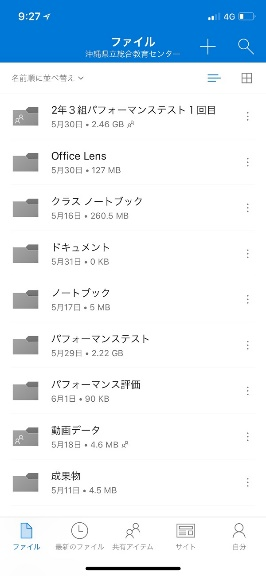 9:27
4G
ファイル
沖縄県立総合教育センター
名前順に並べ替え
2年３組パフォーマンステスト１回目
5月30日 • 2.46 GB
Office Lens
5月30日 • 127 MB
クラス ノートブック
5月16日 • 260.5 MB
ドキュメント
5月31日 • 0 KB
ノートブック
5月17日 • 5 MB
パフォーマンステスト
5月29日 • 2.22 GB
パフォーマンス評価
6月1日 • 90 KB
動画データ
5月18日 • 4.6 MB
成果物
5月11日 • 4.5 MB
ファイル
最近のファイル
共有アイテム
サイト
自分